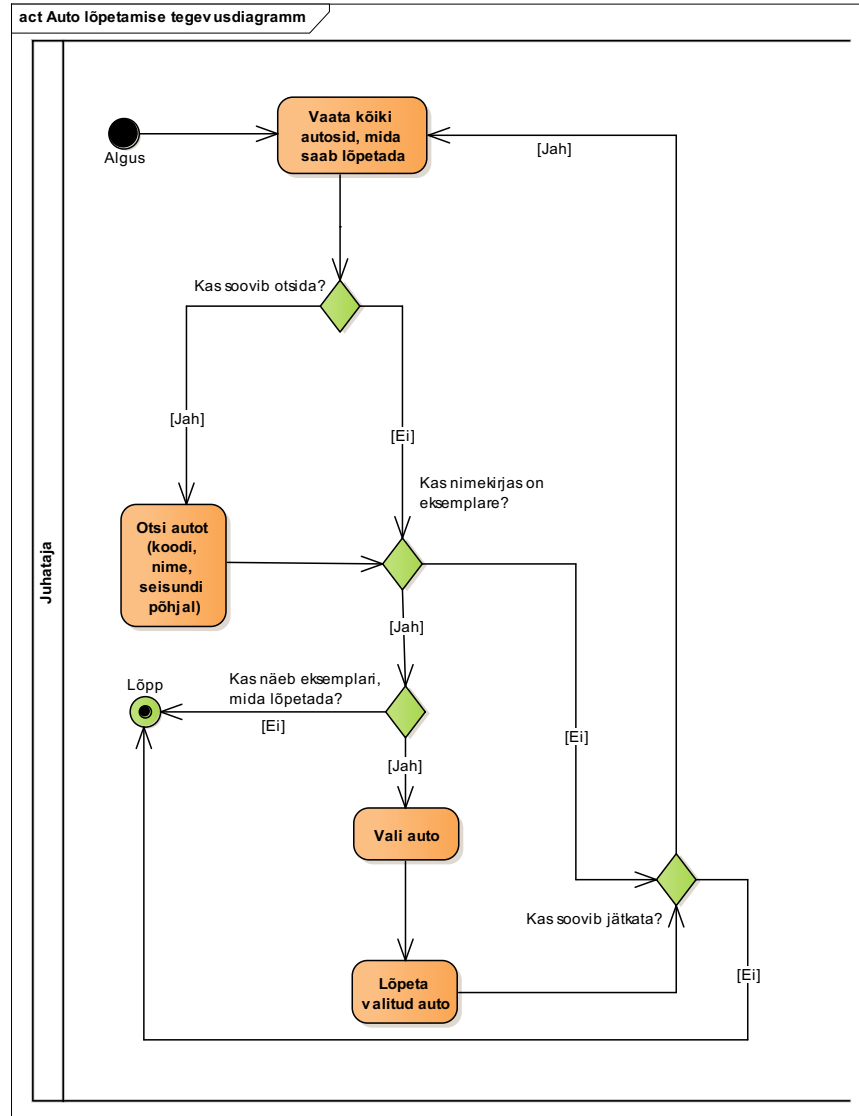 act Auto lõpetamise tegevusdiagramm
Juhataja
Algus
Vaata kõiki
autosid, mida
saab lõpetada
[Jah]
Kas soovib otsida?
[Jah]
[Ei]
Kas nimekirjas on
eksemplare?
Otsi autot
(koodi,
nime,
seisundi
põhjal)
[Jah]
Kas näeb eksemplari,
mida lõpetada?
Lõpp
[Ei]
[Ei]
[Jah]
Vali auto
Kas soovib jätkata?
[Ei]
Lõpeta
valitud auto